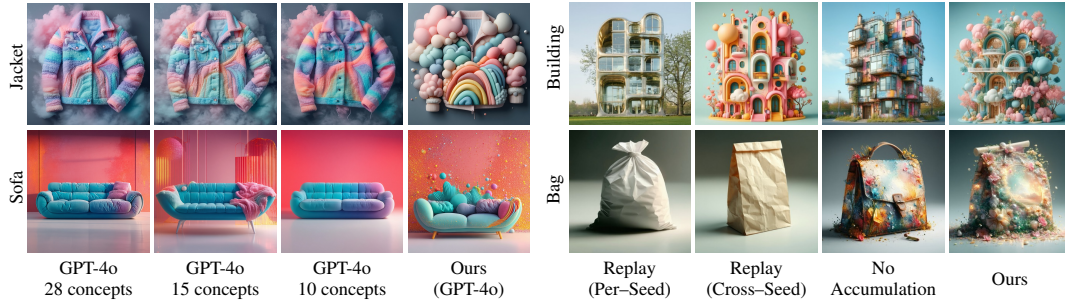 Jacket
Sofa
GPT-4o
28 concepts
GPT-4o
15 concepts
GPT-4o
10 concepts
Ours
(GPT-4o)
Building
Bag
Replay
(Per–Seed)
Replay
(Cross–Seed)
No
Accumulation
Ours